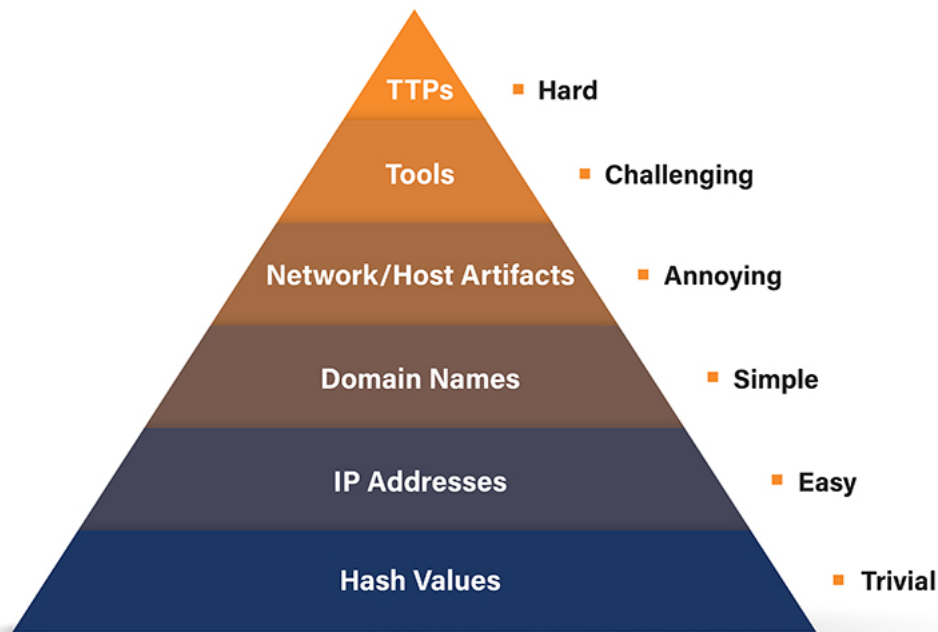 TTPs
Hard
Tools
Challenging
Network/Host Artifacts
Annoying
Domain Names
Simple
IP Addresses
Easy
Hash Values
Trivial